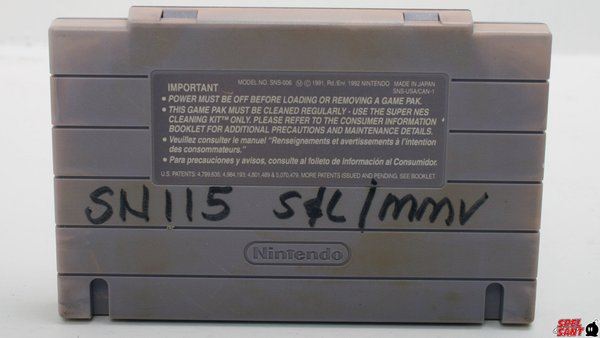 MODEL NO. SNS-006 Ⓜ © 1991, Rd./Err. 1992 NINTENDO MADE IN JAPAN
IMPORTANT SNS-USA/CAN-1
• POWER MUST BE OFF BEFORE LOADING OR REMOVING A GAME PAK.
• THIS GAME PAK MUST BE CLEANED REGULARLY - USE THE SUPER NES
CLEANING KIT™ ONLY. PLEASE REFER TO THE CONSUMER INFORMATION
BOOKLET FOR ADDITIONAL PRECAUTIONS AND MAINTENANCE DETAILS.
• Veuillez consulter le manuel "Renseignements et avertissements à l'intention
des consommateurs."
• Para precauciones y avisos, consulte al folleto de Información al Consumidor.
U.S. PATENTS: 4,799,635, 4,984,193, 4,801,489 & 5,070,479. MORE PATENTS ISSUED AND PENDING, SEE BOOKLET
SN115 S&L/mmv
Nintendo
SPEL
SANT